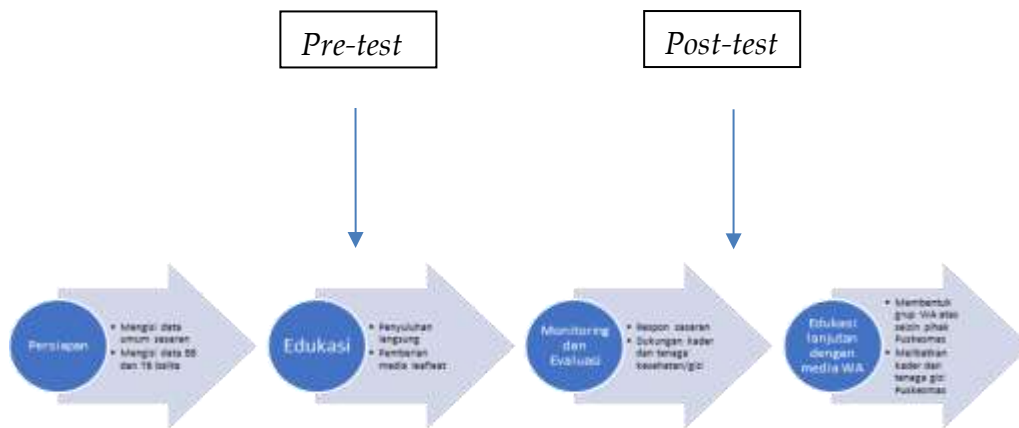 Pre-test
Post-test
Persiapan
• Mengisi data
umum sasaran
• Mengisi data BB
dan TB balita
Edukasi
• Penyuluhan
langsung
• Pemberian
media leafleat
Monitoring
dan
Evaluasi
• Respon sasaran
• Dukungan kader
dan tenaga
kesehatan/gizi
Edukasi
lanjutan
dengan
media WA
• Membentuk
grup WA atas
seizin pihak
Puskesmas
• Melibatkan
kader dan
tenaga gizi
Puskesmas